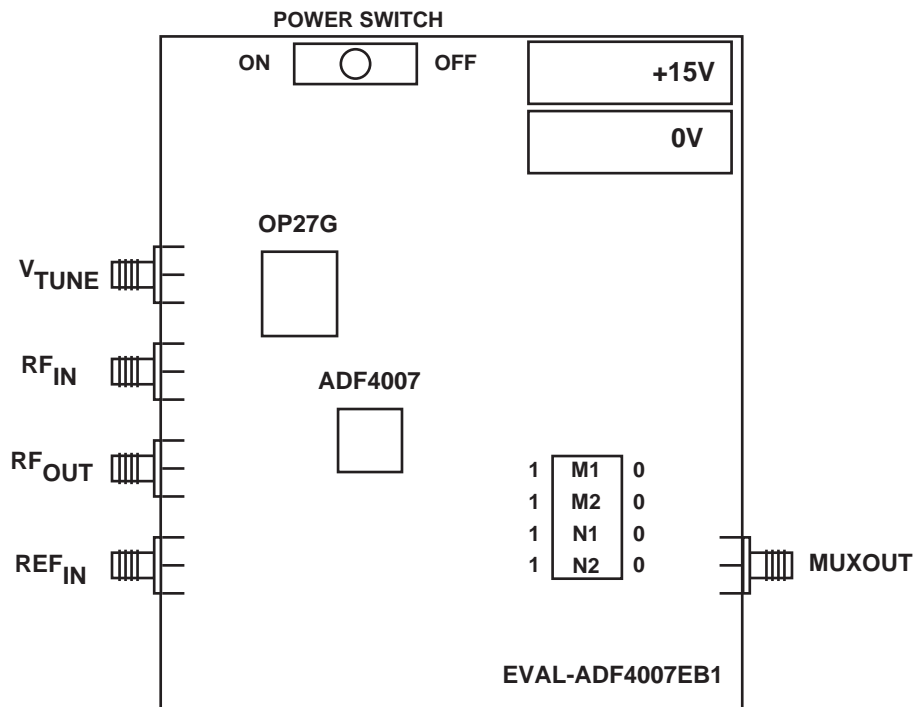 POWER SWITCH
ON OFF
+15V
0V
OP27G
VTUNE
RFIN
ADF4007
RFOUT
1 M1 0
1 M2 0
1 N1 0
1 N2 0
REFIN
MUXOUT
EVAL-ADF4007EB1